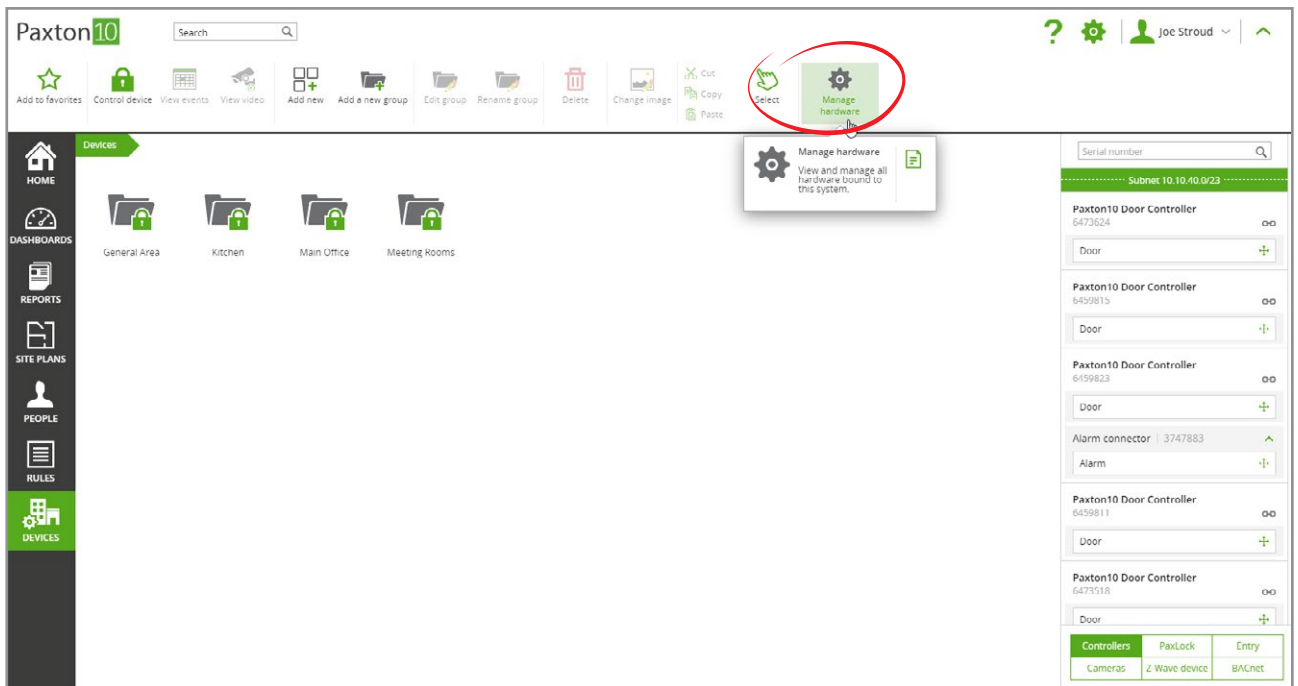 Paxton10
Search
Joe Stroud
Add to favorites
Control device
View events
View video
Add new
Add a new group
Edit group
Rename group
Delete
Change image
Cut
Copy
Paste
Select
Manage
hardware
HOME
DASHBOARDS
REPORTS
SITE PLANS
PEOPLE
RULES
DEVICES
Devices
General Area
Kitchen
Main Office
Meeting Rooms
Manage hardware
View and manage all
hardware bound to
this system.
Serial number
Subnet 10.10.40.0/23
Paxton10 Door Controller
6473624
Door
Paxton10 Door Controller
6459815
Door
Paxton10 Door Controller
6459823
Door
Alarm connector | 3747883
Alarm
Paxton10 Door Controller
6459811
Door
Paxton10 Door Controller
6473518
Door
Controllers
PaxLock
Entry
Cameras
Z Wave device
BACnet